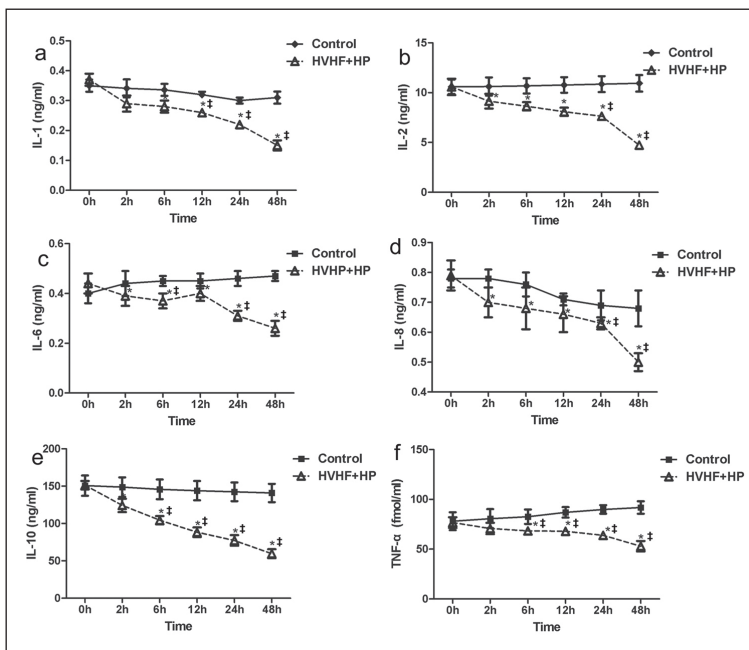 a
Control
HVHF+HP
IL-1 (ng/ml)
0.5
0.4
0.3
0.2
0.1
0.0
*‡
*‡
*‡
0h 2h 6h 12h 24h 48h
Time
b
Control
HVHF+HP
IL-2 (ng/ml)
15
10
5
0
*
*
*
*‡
*‡
0h 2h 6h 12h 24h 48h
Time
c
Control
HVHP+HP
IL-6 (ng/ml)
0.6
0.4
0.2
0.0
*
*‡
*
*‡
*‡
0h 2h 6h 12h 24h 48h
Time
d
Control
HVHF+HP
IL-8 (ng/ml)
0.8
0.7
0.6
0.5
0.4
*
*
*
*‡
*‡
0h 2h 6h 12h 24h 48h
Time
e
Control
HVHF+HP
IL-10 (ng/ml)
200
150
100
50
0
*‡
*‡
*‡
*‡
0h 2h 6h 12h 24h 48h
Time
f
Control
HVHF+HP
TNF-α (fmol/ml)
150
100
50
0
*‡
*‡
*‡
*‡
0h 2h 6h 12h 24h 48h
Time